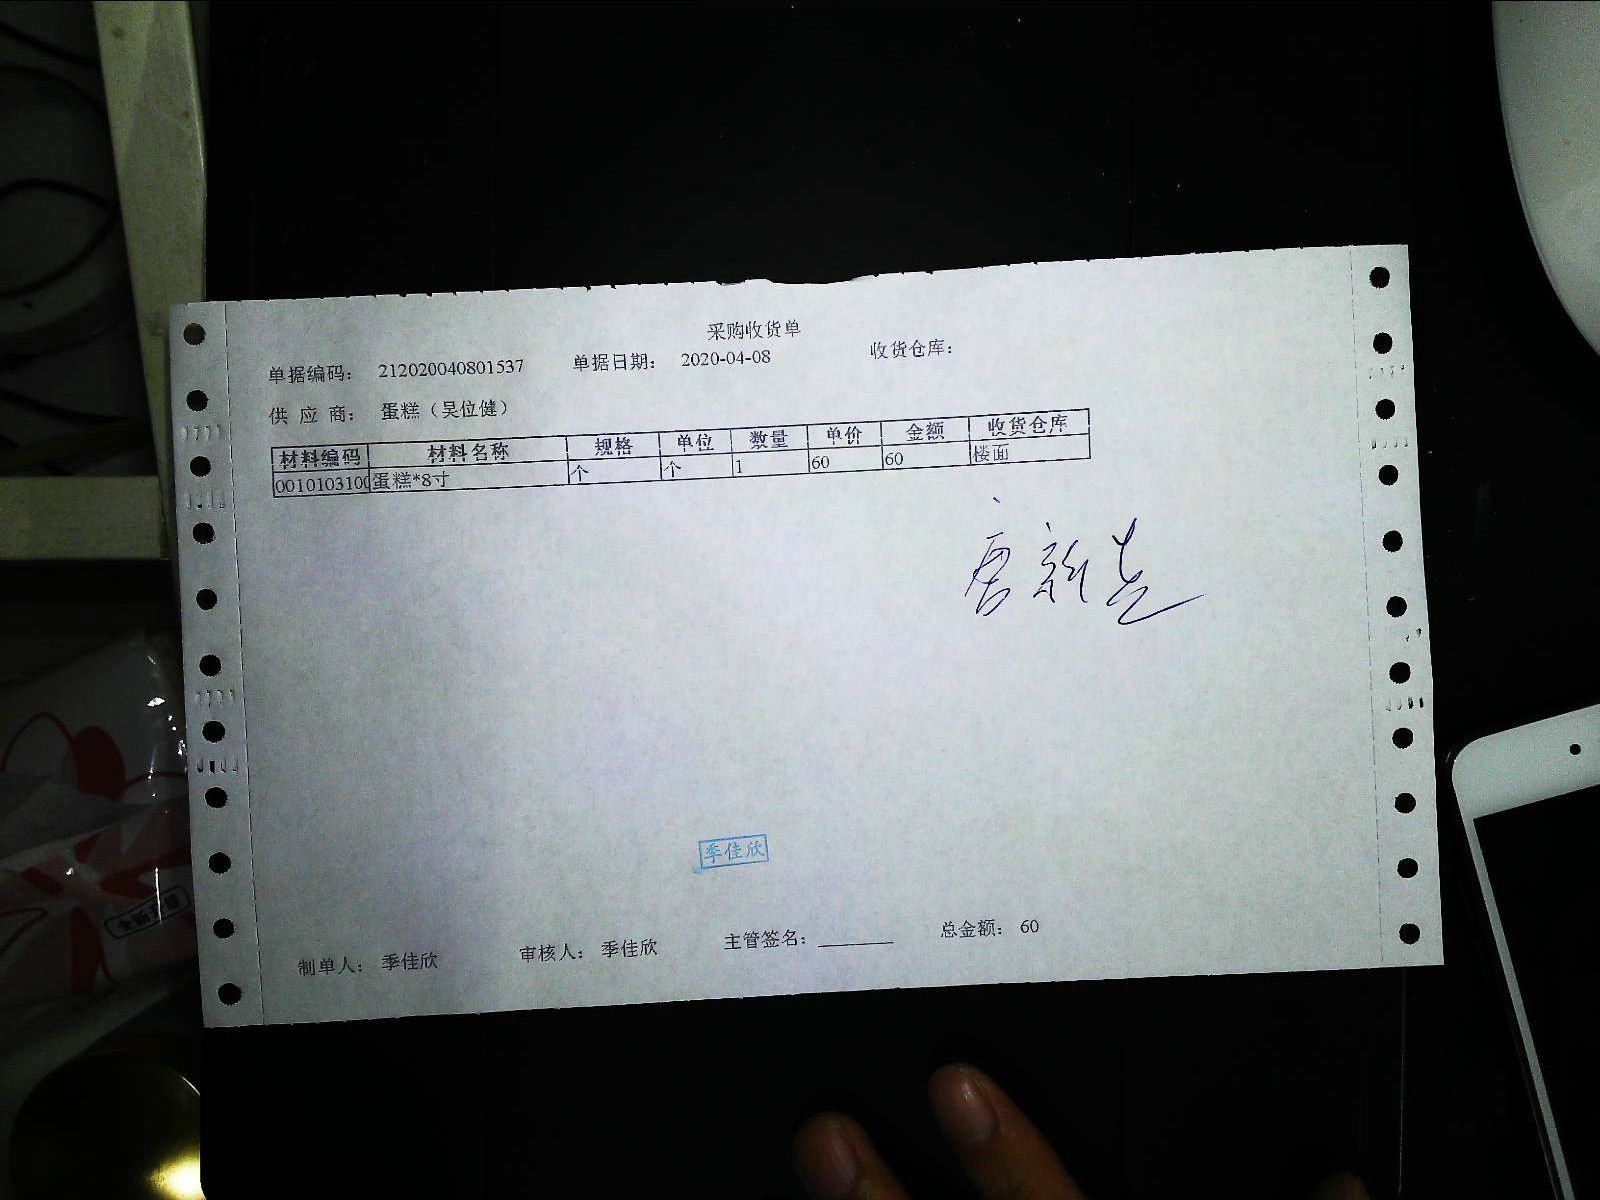 采购收货单
单据编码: 212020040801537 单据日期: 2020-04-08 收货仓库:
供 应 商: 蛋糕（吴位健）
材料编码 材料名称 规格 单位 数量 单价 金额 收货仓库
0010103100 蛋糕*8寸 个 个 1 60 60 楼面
季佳欣
制单人: 季佳欣 审核人: 季佳欣 主管签名: 总金额: 60